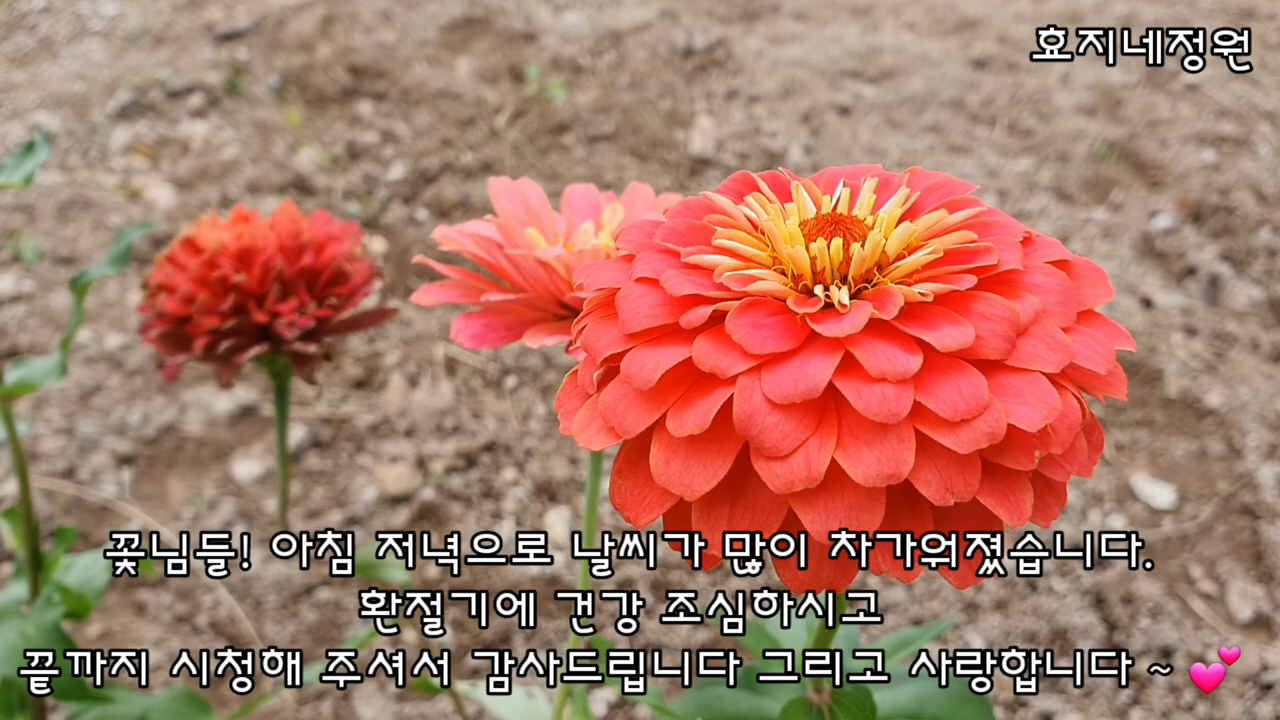 효지네정원
꽃님들! 아침 저녁으로 날씨가 많이 차가워졌습니다.
환절기에 건강 조심하시고
끝까지 시청해 주셔서 감사드립니다 그리고 사랑합니다 ~ 💕